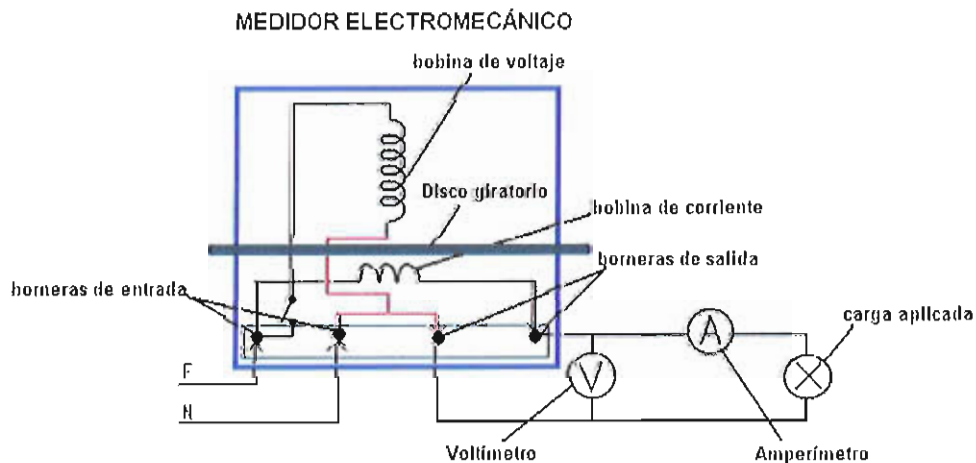 MEDIDOR ELECTROMECÁNICO
bobina de voltaje
Disco giratorio
bobina de corriente
borneras de salida
borneras de entrada
carga aplicada
A
F
V
N
Voltímetro
Amperímetro